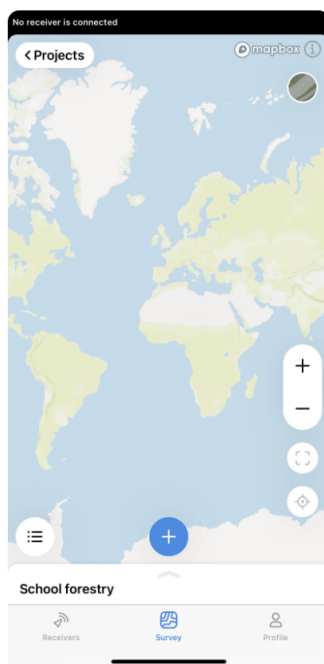 No receiver is connected
Projects
mapbox
School forestry
Receivers
Survey
Profile